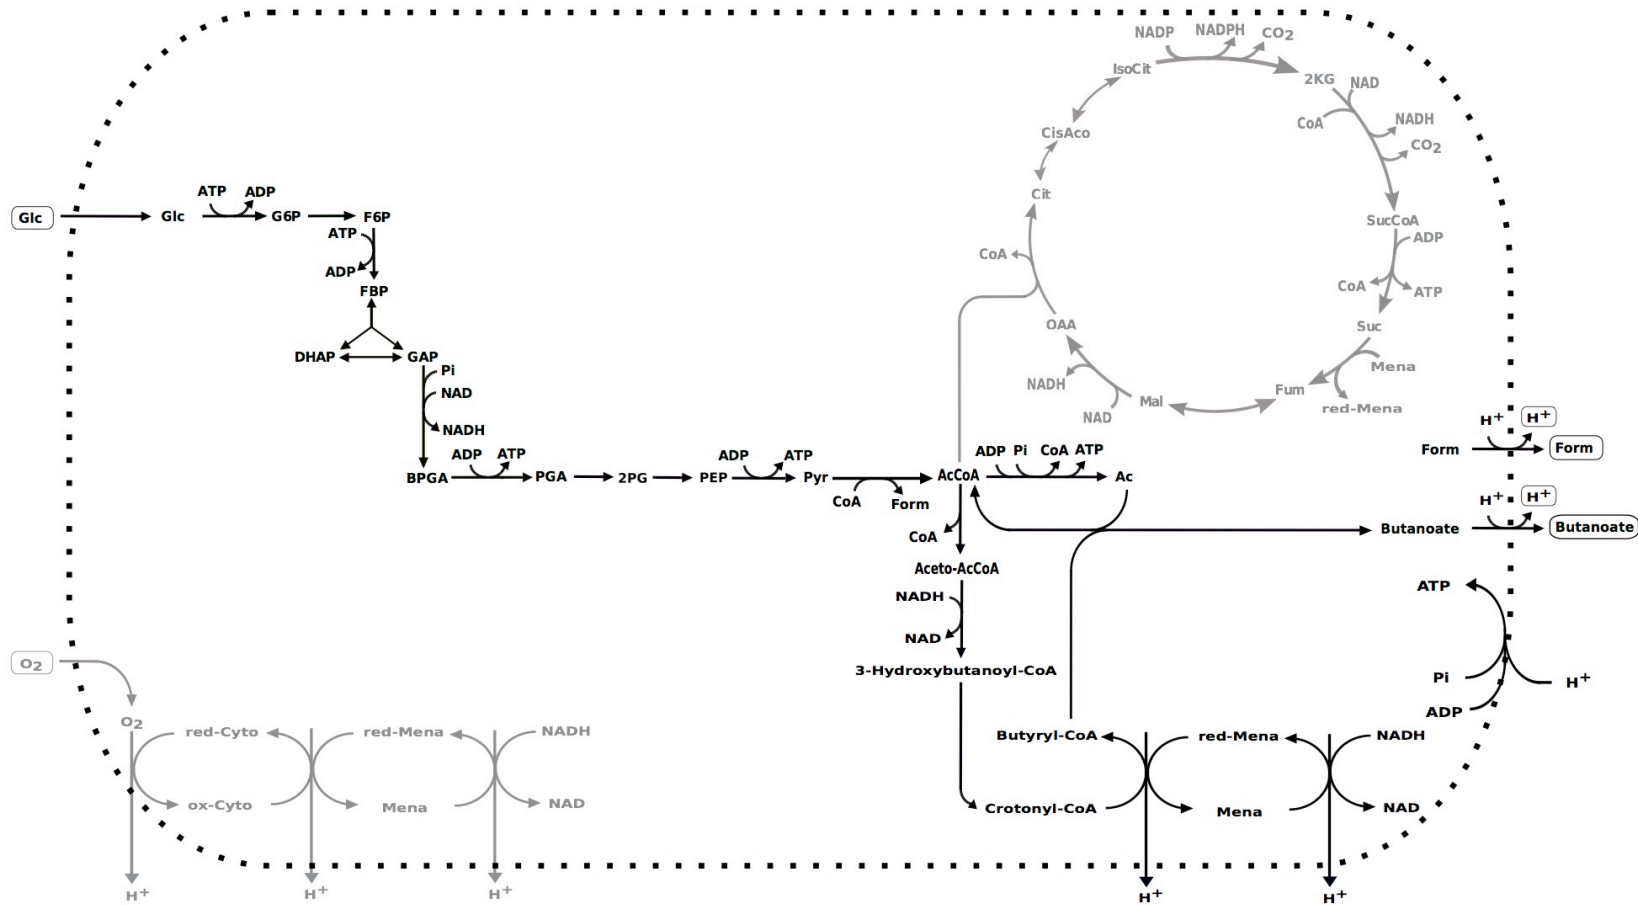 NADP NADPH CO2
IsoCit 2KG
NAD
CoA NADH
CO2
CisAco
Cit
SucCoA
ADP
CoA ATP
CoA
OAA Suc
Mena
NADH Fum
Mal red-Mena
NAD
Glc Glc
ATP ADP
G6P F6P
ATP
ADP
FBP
DHAP GAP
Pi
NAD
NADH
BPGA ADP ATP PGA 2PG PEP ADP ATP Pyr
CoA Form
AcCoA ADP Pi CoA ATP Ac
H+ H+
Form Form
H+ H+
Butanoate Butanoate
CoA
Aceto-AcCoA
NADH
NAD
3-Hydroxybutanoyl-CoA
ATP
Pi H+
ADP
O2
O2
red-Cyto red-Mena NADH
ox-Cyto Mena NAD
H+ H+ H+
Butyryl-CoA red-Mena NADH
Crotonyl-CoA Mena NAD
H+ H+